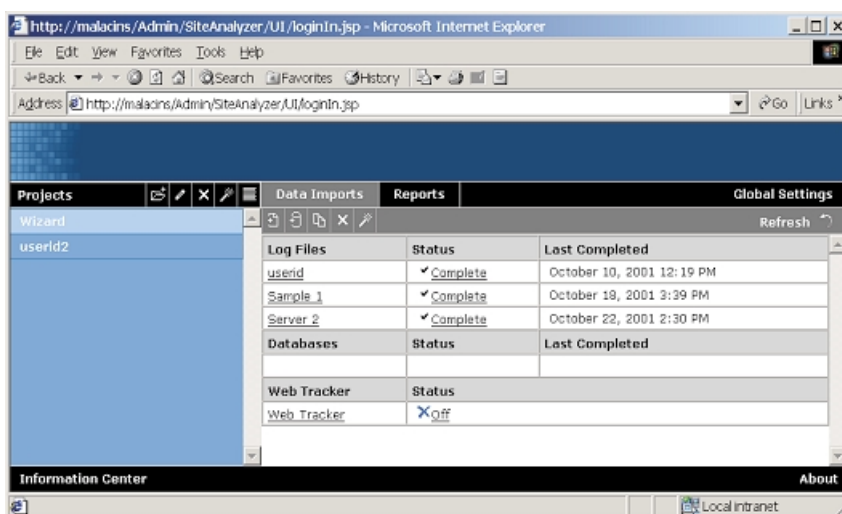 http://malacins/Admin/SiteAnalyzer/UI/loginIn.jsp - Microsoft Internet Explorer
File Edit View Favorites Tools Help
Back Search Favorites History
Address http://malacins/Admin/SiteAnalyzer/UI/loginIn.jsp Go Links
Projects Data Imports Reports Global Settings
Wizard Refresh
userid2
Log Files Status Last Completed
userid Complete October 10, 2001 12:19 PM
Sample 1 Complete October 18, 2001 3:39 PM
Server 2 Complete October 22, 2001 2:30 PM
Databases Status Last Completed
Web Tracker Status
Web Tracker Off
Information Center About
Local intranet